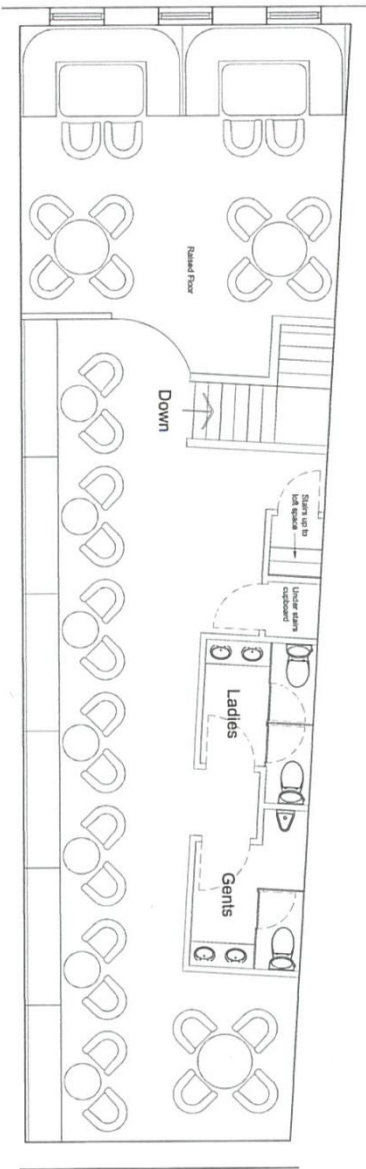 Raised Floor
Down
Stairs up to
loft space
Under stairs
cupboard
Ladies
Gents